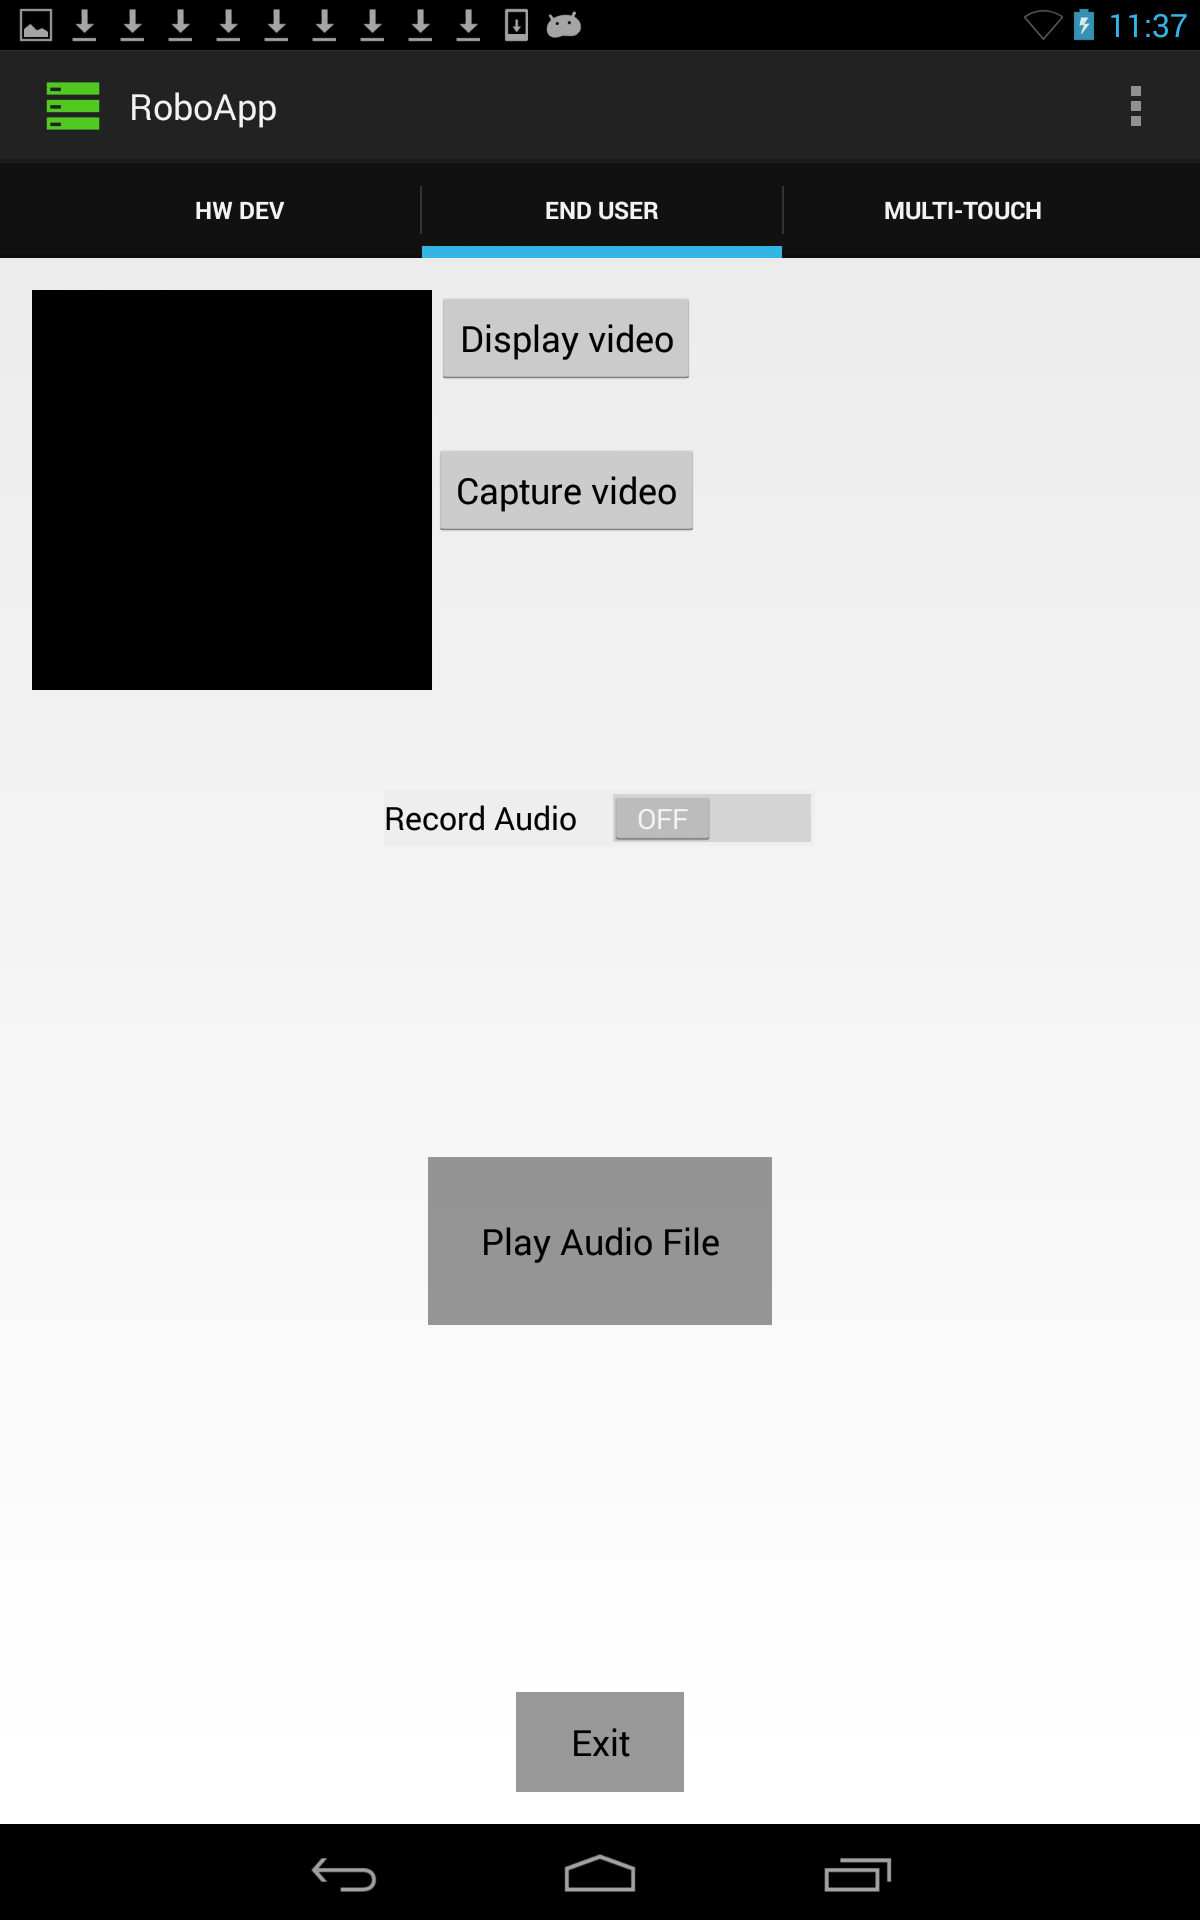 11:37
RoboApp
HW DEV
END USER
MULTI-TOUCH
Display video
Capture video
Record Audio
OFF
Play Audio File
Exit